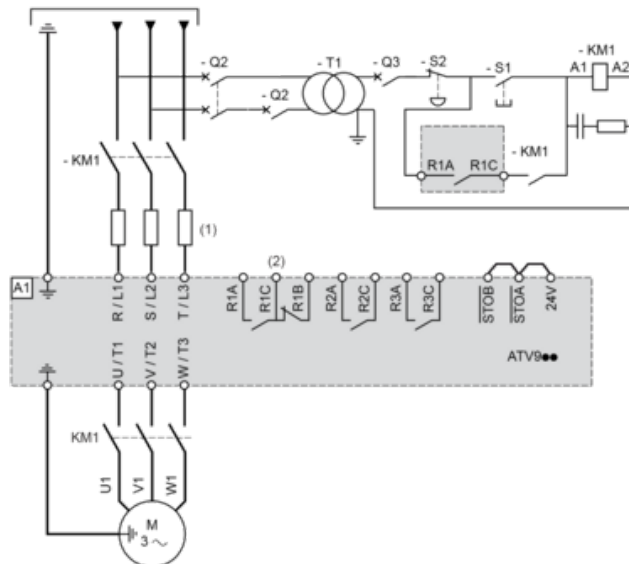 - Q2
- T1
- Q3
- S2
- S1
- KM1
A1
A2
- Q2
- KM1
R1A
R1C
- KM1
(1)
(2)
A1
R / L1
S / L2
T / L3
R1A
R1C
R1B
R2A
R2C
R3A
R3C
STOB
STOA
24V
U / T1
V / T2
W / T3
ATV9●●
KM1
U1
V1
W1
M
3 ~